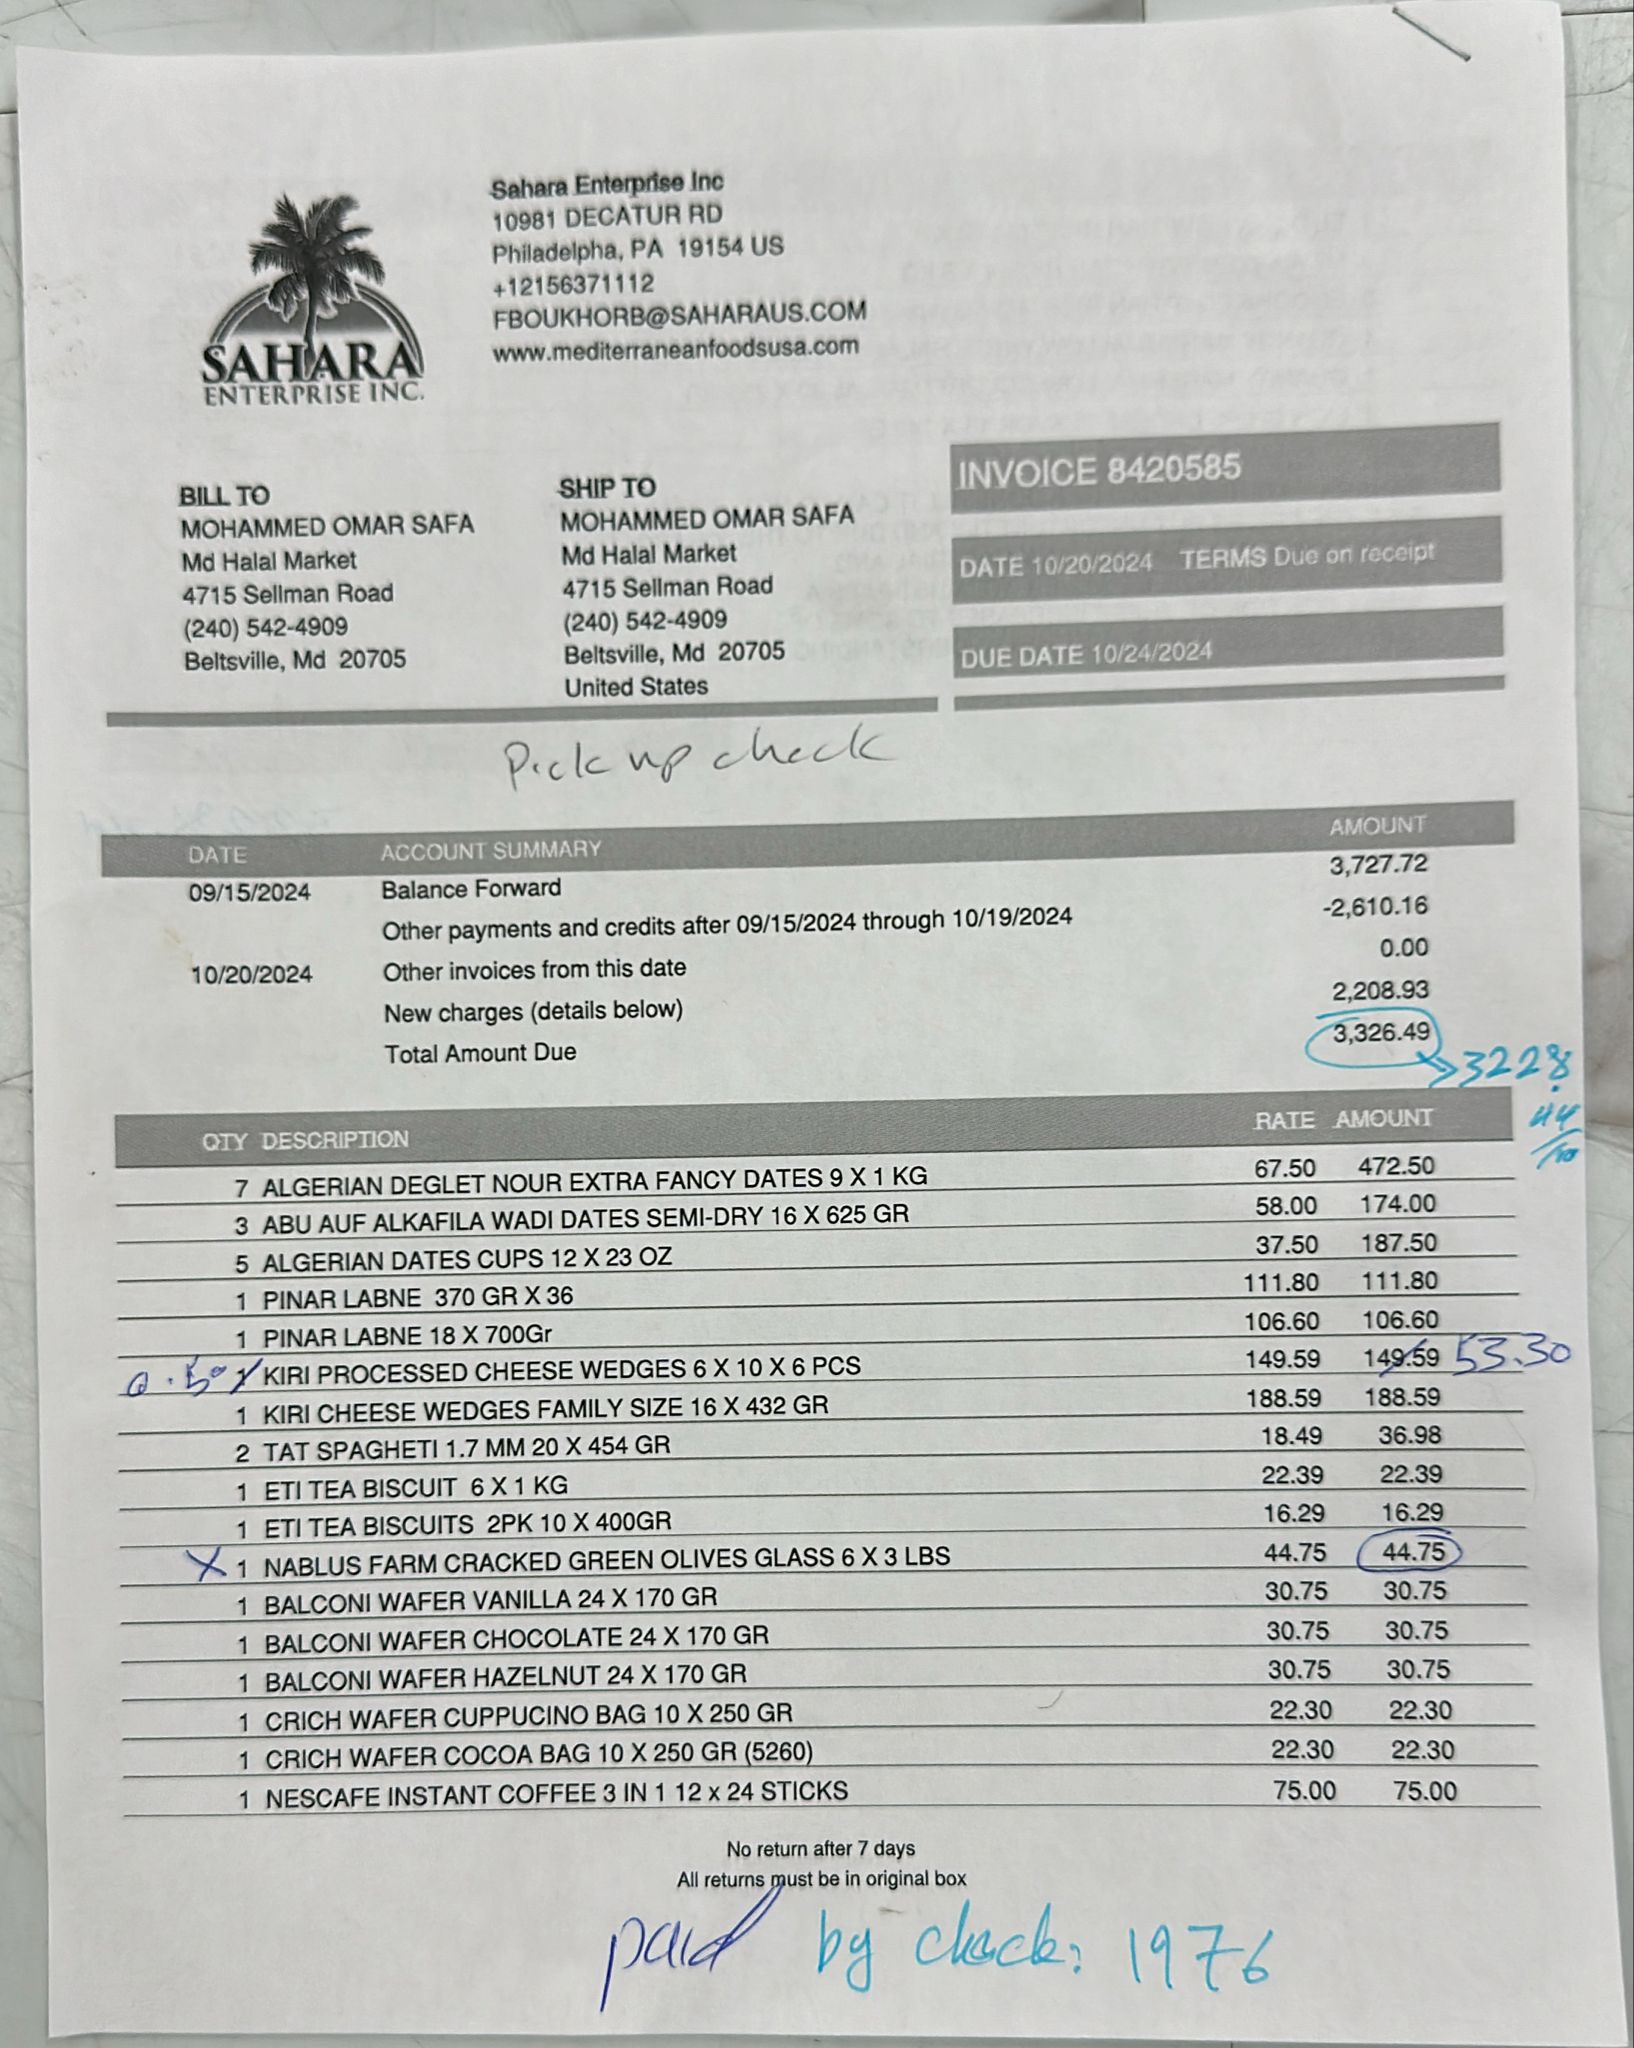 Sahara Enterprise Inc
10981 DECATUR RD
Philadelpha, PA 19154 US
+12156371112
FBOUKHORB@SAHARAUS.COM
www.mediterraneanfoodsusa.com
SAHARA
ENTERPRISE INC.
BILL TO
MOHAMMED OMAR SAFA
Md Halal Market
4715 Sellman Road
(240) 542-4909
Beltsville, Md 20705
SHIP TO
MOHAMMED OMAR SAFA
Md Halal Market
4715 Sellman Road
(240) 542-4909
Beltsville, Md 20705
United States
INVOICE 8420585
DATE 10/20/2024 TERMS Due on receipt
DUE DATE 10/24/2024
Pick up check
DATE ACCOUNT SUMMARY AMOUNT
09/15/2024 Balance Forward 3,727.72
Other payments and credits after 09/15/2024 through 10/19/2024 -2,610.16
10/20/2024 Other invoices from this date 0.00
New charges (details below) 2,208.93
Total Amount Due 3,326.49
3228.
44
QTY DESCRIPTION RATE AMOUNT
7 ALGERIAN DEGLET NOUR EXTRA FANCY DATES 9 X 1 KG 67.50 472.50
3 ABU AUF ALKAFILA WADI DATES SEMI-DRY 16 X 625 GR 58.00 174.00
5 ALGERIAN DATES CUPS 12 X 23 OZ 37.50 187.50
1 PINAR LABNE 370 GR X 36 111.80 111.80
1 PINAR LABNE 18 X 700Gr 106.60 106.60
0.50 1 KIRI PROCESSED CHEESE WEDGES 6 X 10 X 6 PCS 149.59 149.59 53.30
1 KIRI CHEESE WEDGES FAMILY SIZE 16 X 432 GR 188.59 188.59
2 TAT SPAGHETI 1.7 MM 20 X 454 GR 18.49 36.98
1 ETI TEA BISCUIT 6 X 1 KG 22.39 22.39
1 ETI TEA BISCUITS 2PK 10 X 400GR 16.29 16.29
X 1 NABLUS FARM CRACKED GREEN OLIVES GLASS 6 X 3 LBS 44.75 44.75
1 BALCONI WAFER VANILLA 24 X 170 GR 30.75 30.75
1 BALCONI WAFER CHOCOLATE 24 X 170 GR 30.75 30.75
1 BALCONI WAFER HAZELNUT 24 X 170 GR 30.75 30.75
1 CRICH WAFER CUPPUCINO BAG 10 X 250 GR 22.30 22.30
1 CRICH WAFER COCOA BAG 10 X 250 GR (5260) 22.30 22.30
1 NESCAFE INSTANT COFFEE 3 IN 1 12 x 24 STICKS 75.00 75.00
No return after 7 days
All returns must be in original box
paid by check: 1976